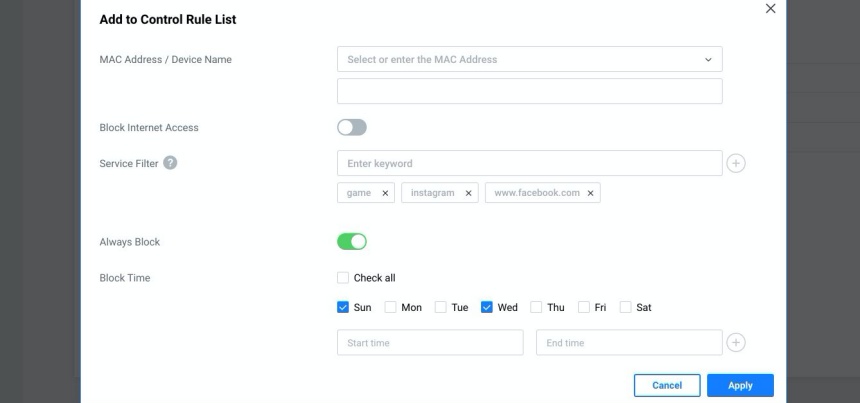 Add to Control Rule List
MAC Address / Device Name
Select or enter the MAC Address
Block Internet Access
Service Filter ?
Enter keyword
game ×
instagram ×
www.facebook.com ×
Always Block
Block Time
Check all
Sun Mon Tue Wed Thu Fri Sat
Start time
End time
Cancel
Apply